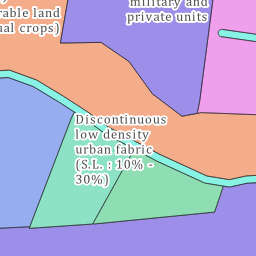 military and
private units
rable land
ual crops)
Discontinuous
low density
urban fabric
(S.L. : 10% -
30%)